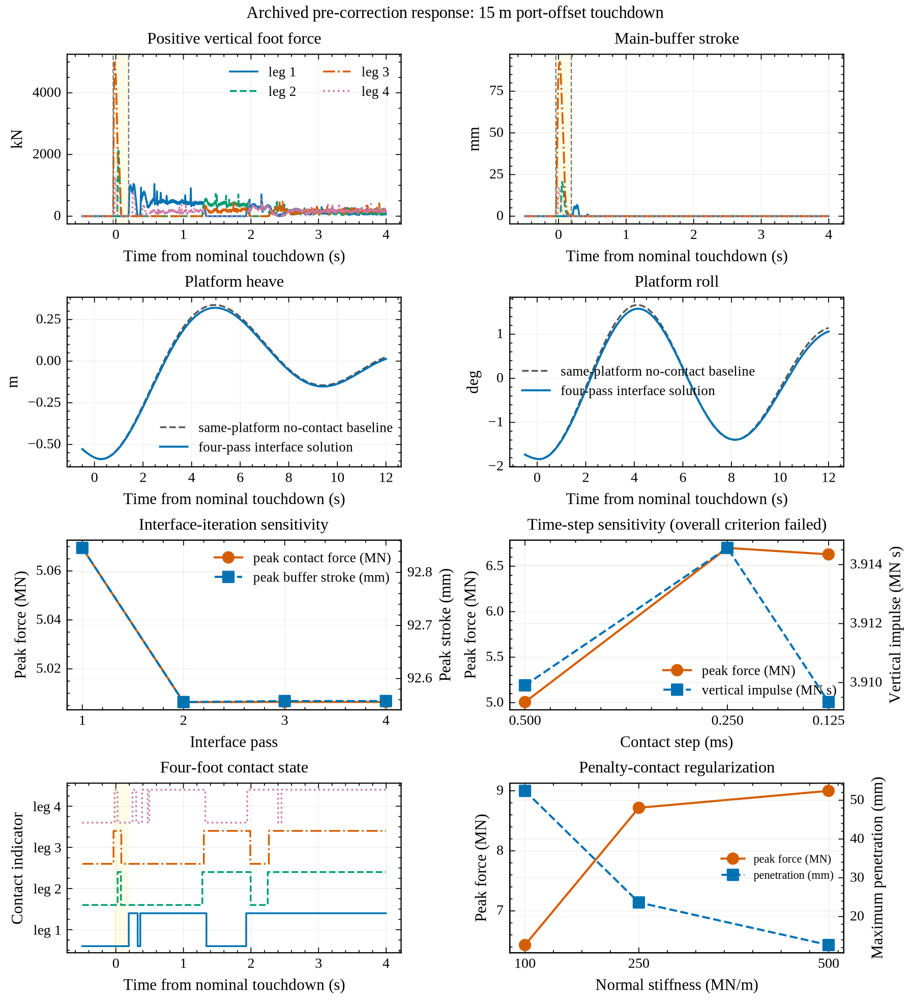 Archived pre-correction response: 15 m port-offset touchdown
Positive vertical foot force
kN
4000
2000
0
leg 1
leg 2
leg 3
leg 4
0 1 2 3 4
Time from nominal touchdown (s)
Main-buffer stroke
mm
75
50
25
0
0 1 2 3 4
Time from nominal touchdown (s)
Platform heave
m
0.25
0.00
−0.25
−0.50
same-platform no-contact baseline
four-pass interface solution
0 2 4 6 8 10 12
Time from nominal touchdown (s)
Platform roll
deg
1
0
−1
−2
same-platform no-contact baseline
four-pass interface solution
0 2 4 6 8 10 12
Time from nominal touchdown (s)
Interface-iteration sensitivity
Peak force (MN)
5.06
5.04
5.02
peak contact force (MN)
peak buffer stroke (mm)
92.8
92.7
92.6
Peak stroke (mm)
1 2 3 4
Interface pass
Time-step sensitivity (overall criterion failed)
Peak force (MN)
6.5
6.0
5.5
5.0
peak force (MN)
vertical impulse (MN s)
3.914
3.912
3.910
Vertical impulse (MN s)
0.500 0.250 0.125
Contact step (ms)
Four-foot contact state
Contact indicator
leg 4
leg 3
leg 2
leg 1
0 1 2 3 4
Time from nominal touchdown (s)
Penalty-contact regularization
Peak force (MN)
9
8
7
peak force (MN)
penetration (mm)
50
40
30
20
Maximum penetration (mm)
100 250 500
Normal stiffness (MN/m)